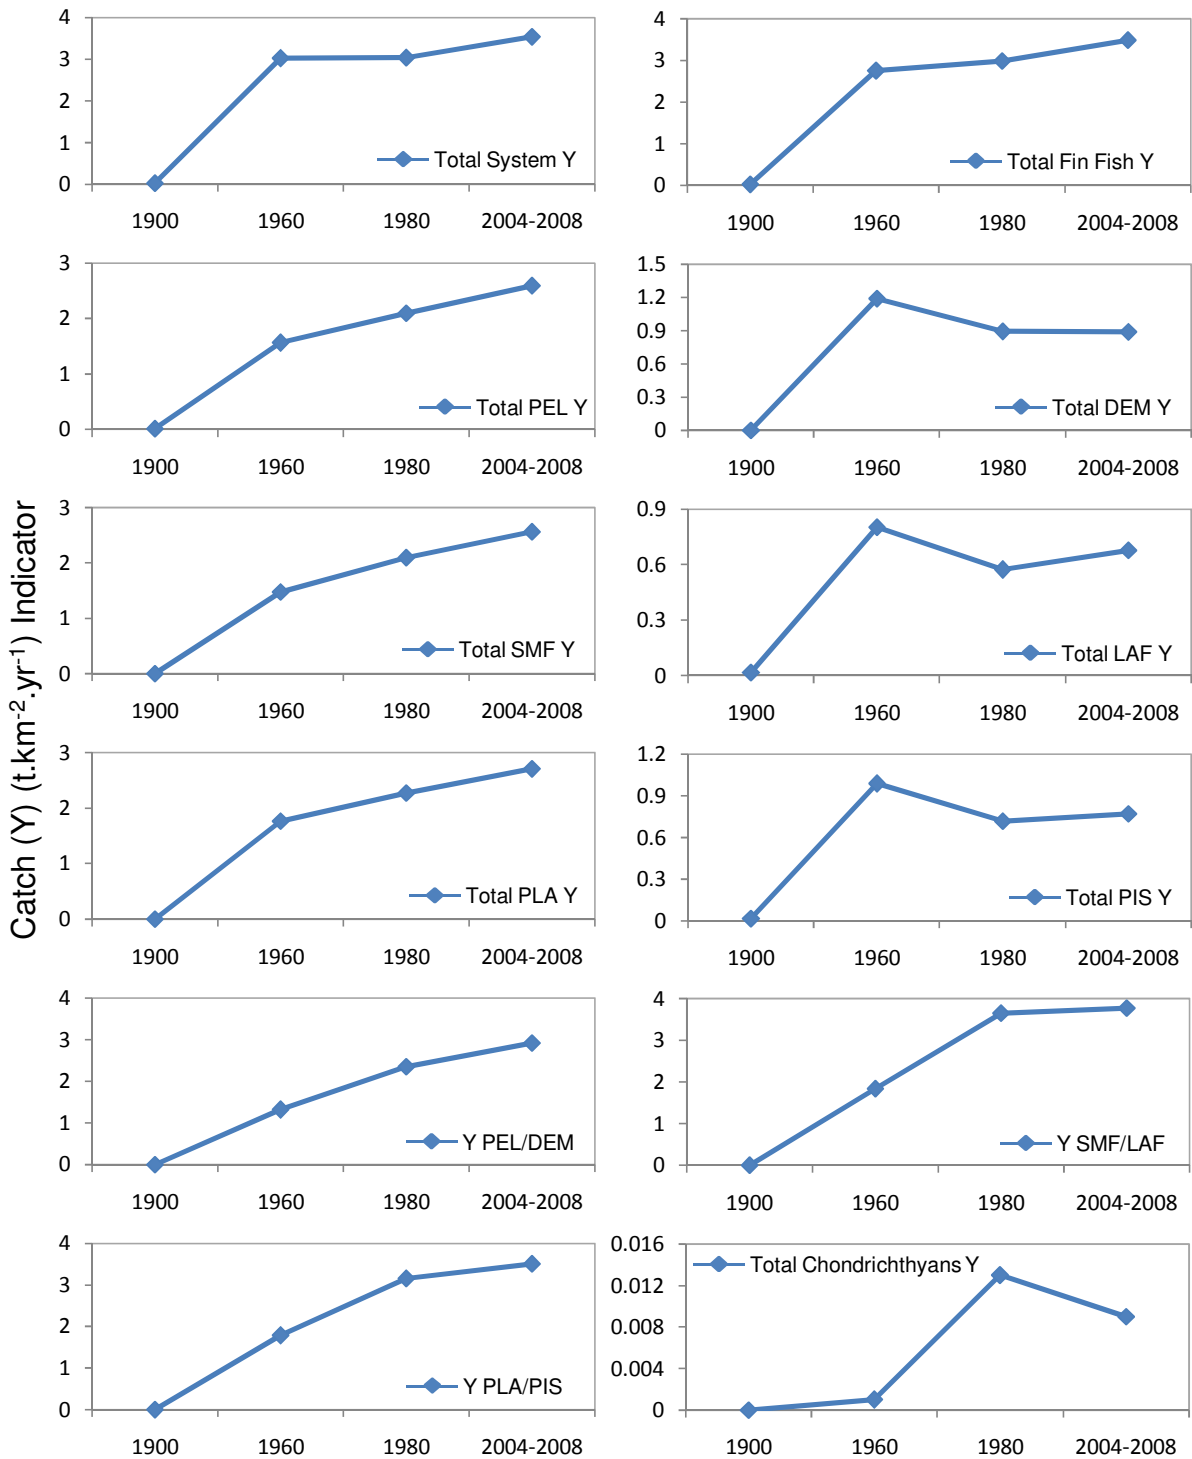 Catch (Y) (t.km-2.yr-1) Indicator
4
3
2
1
0
Total System Y
1900 1960 1980 2004-2008
4
3
2
1
0
Total Fin Fish Y
1900 1960 1980 2004-2008
3
2
1
0
Total PEL Y
1900 1960 1980 2004-2008
1.5
1.2
0.9
0.6
0.3
0
Total DEM Y
1900 1960 1980 2004-2008
3
2
1
0
Total SMF Y
1900 1960 1980 2004-2008
0.9
0.6
0.3
0
Total LAF Y
1900 1960 1980 2004-2008
3
2
1
0
Total PLA Y
1900 1960 1980 2004-2008
1.2
0.9
0.6
0.3
0
Total PIS Y
1900 1960 1980 2004-2008
4
3
2
1
0
Y PEL/DEM
1900 1960 1980 2004-2008
4
3
2
1
0
Y SMF/LAF
1900 1960 1980 2004-2008
4
3
2
1
0
Y PLA/PIS
1900 1960 1980 2004-2008
0.016
0.012
0.008
0.004
0
Total Chondrichthyans Y
1900 1960 1980 2004-2008